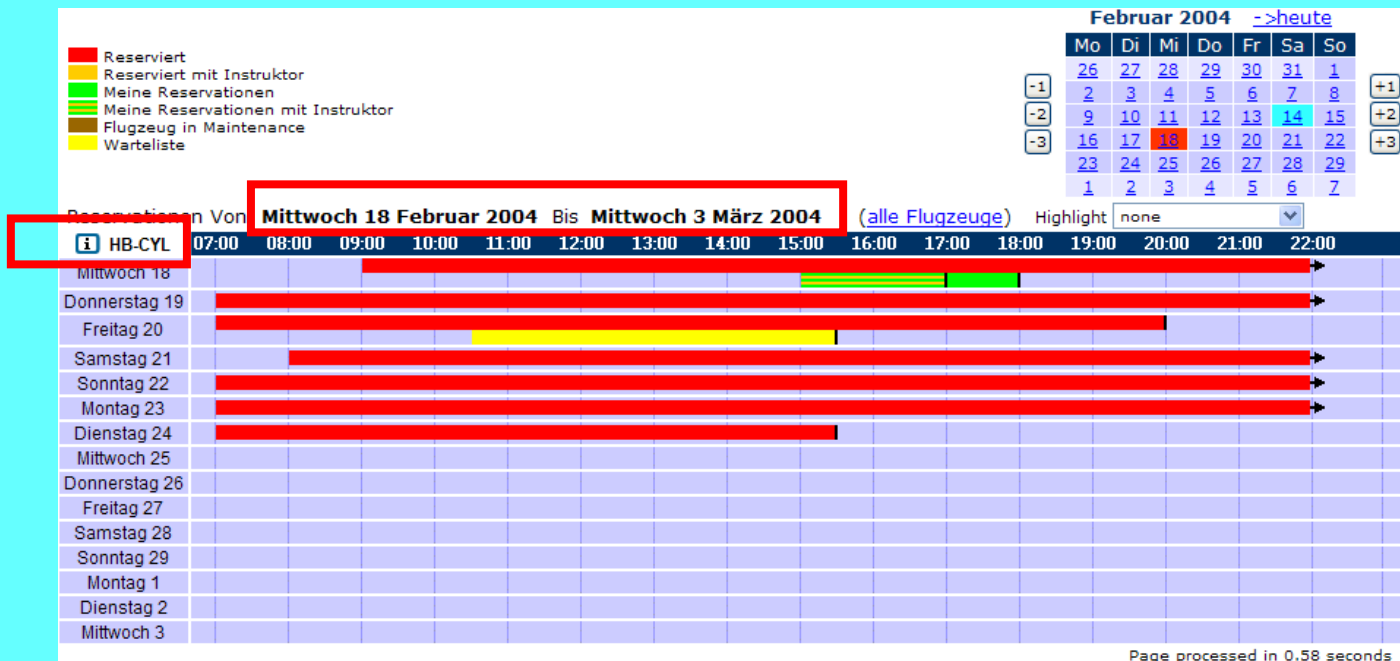 Februar 2004 ->heute
Mo Di Mi Do Fr Sa So
26 27 28 29 30 31 1
2 3 4 5 6 7 8
9 10 11 12 13 14 15
16 17 18 19 20 21 22
23 24 25 26 27 28 29
1 2 3 4 5 6 7
-1
-2
-3
+1
+2
+3
Reserviert
Reserviert mit Instruktor
Meine Reservationen
Meine Reservationen mit Instruktor
Flugzeug in Maintenance
Warteliste
Reservationen Von Mittwoch 18 Februar 2004 Bis Mittwoch 3 März 2004 (alle Flugzeuge) Highlight none
i HB-CYL 07:00 08:00 09:00 10:00 11:00 12:00 13:00 14:00 15:00 16:00 17:00 18:00 19:00 20:00 21:00 22:00
Mittwoch 18
Donnerstag 19
Freitag 20
Samstag 21
Sonntag 22
Montag 23
Dienstag 24
Mittwoch 25
Donnerstag 26
Freitag 27
Samstag 28
Sonntag 29
Montag 1
Dienstag 2
Mittwoch 3
Page processed in 0.58 seconds